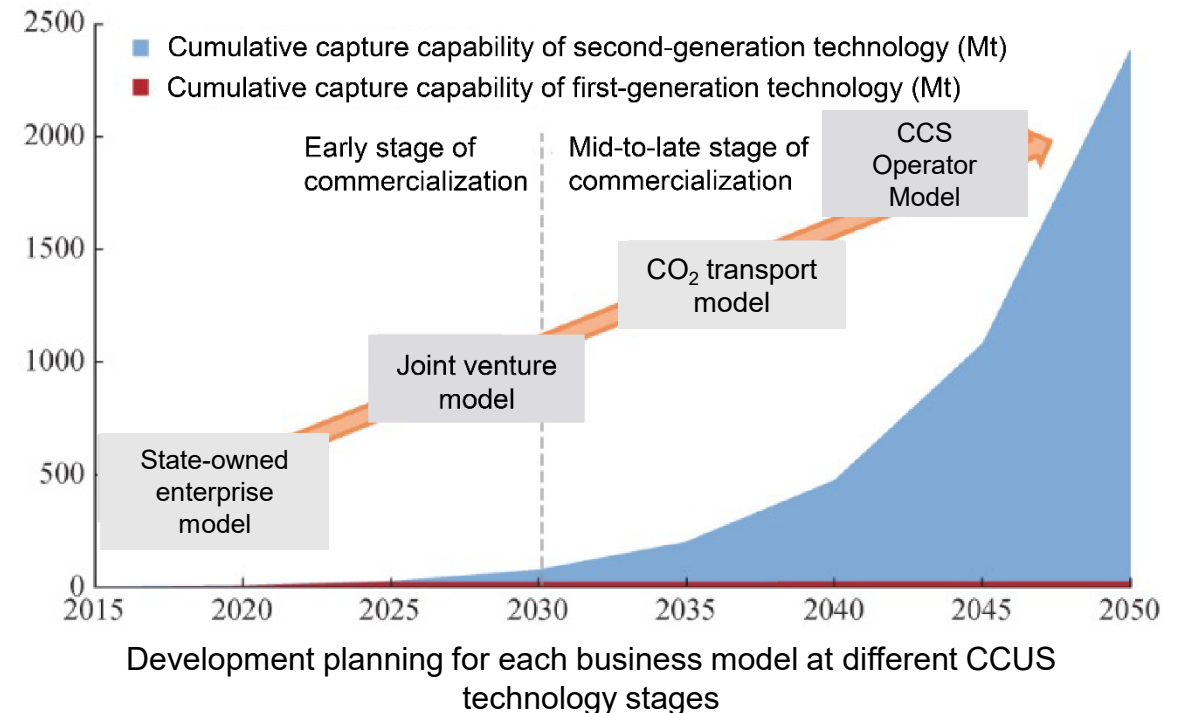 2500
Cumulative capture capability of second-generation technology (Mt)
Cumulative capture capability of first-generation technology (Mt)
2000
Early stage of
commercialization
Mid-to-late stage of
commercialization
CCS
Operator
Model
1500
CO₂ transport
model
1000
Joint venture
model
500
State-owned
enterprise
model
0
2015 2020 2025 2030 2035 2040 2045 2050
Development planning for each business model at different CCUS
technology stages